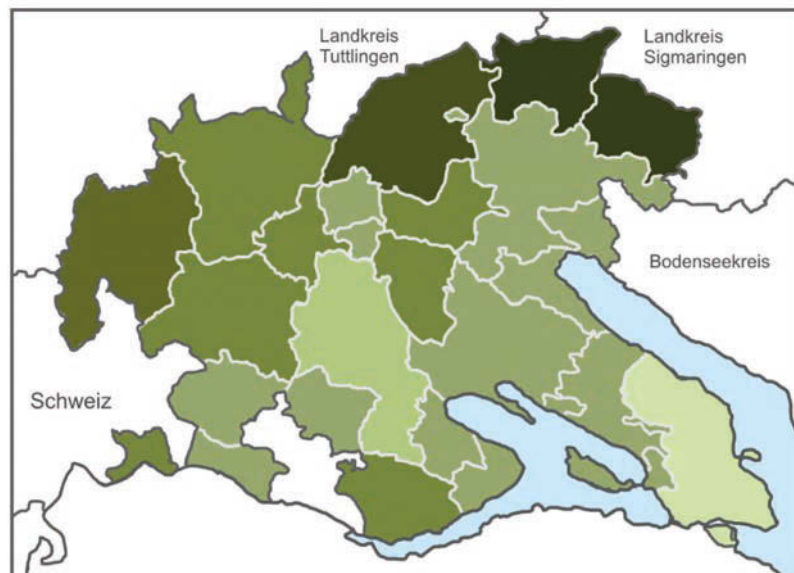 Landkreis
Tuttlingen
Landkreis
Sigmaringen
Bodenseekreis
Schweiz